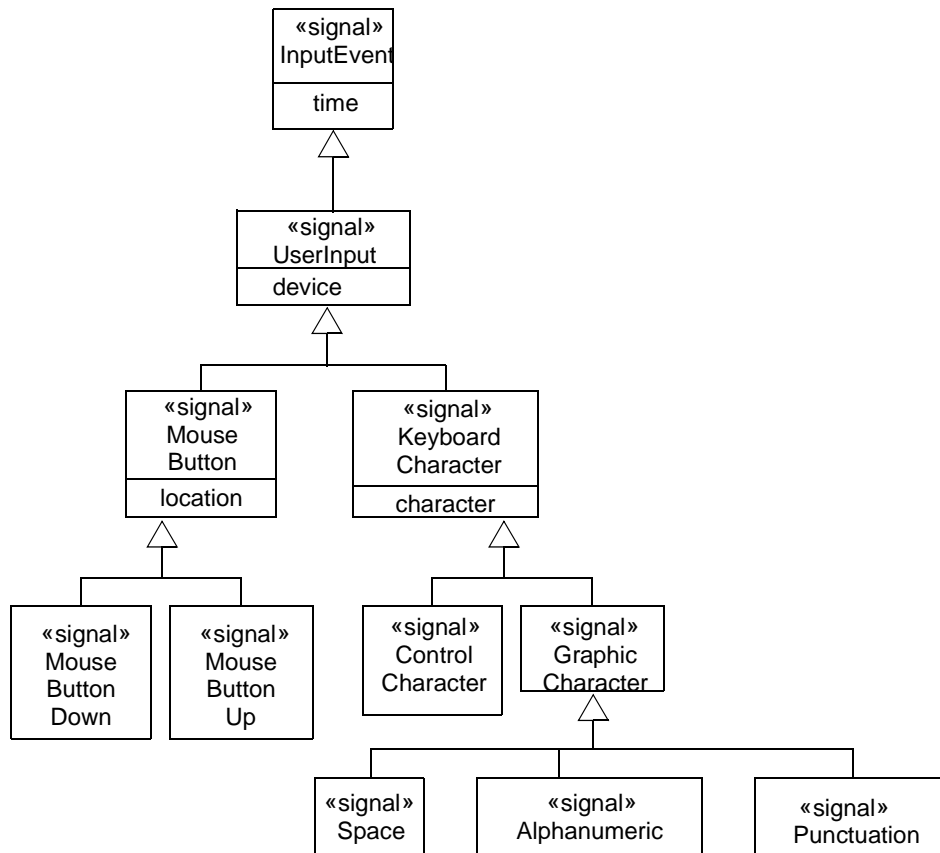 «signal»
InputEvent
time
«signal»
UserInput
device
«signal»
Mouse
Button
location
«signal»
Keyboard
Character
character
«signal»
Mouse
Button
Down
«signal»
Mouse
Button
Up
«signal»
Control
Character
«signal»
Graphic
Character
«signal»
Space
«signal»
Alphanumeric
«signal»
Punctuation